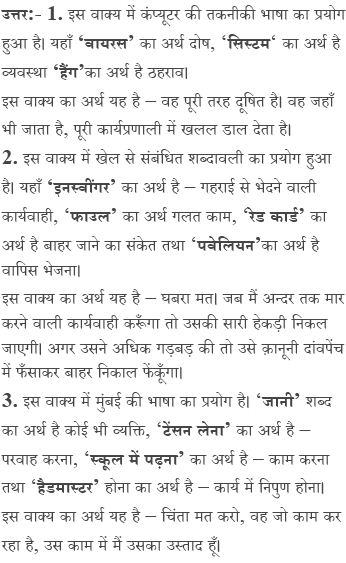 उत्तर:- 1. इस वाक्य में कंप्यूटर की तकनीकी भाषा का प्रयोग
हुआ है। यहाँ ‘वायरस’ का अर्थ दोष, ‘सिस्टम‘ का अर्थ है
व्यवस्था ‘हैंग’का अर्थ है ठहराव।
इस वाक्य का अर्थ यह है – वह पूरी तरह दूषित है। वह जहाँ
भी जाता है, पूरी कार्यप्रणाली में खलल डाल देता है।
2. इस वाक्य में खेल से संबंधित शब्दावली का प्रयोग हुआ
है। यहाँ ‘इनस्वींगर’ का अर्थ है – गहराई से भेदने वाली
कार्यवाही, ‘फाउल’ का अर्थ गलत काम, ‘रेड कार्ड’ का
अर्थ है बाहर जाने का संकेत तथा ‘पवेलियन’का अर्थ है
वापिस भेजना।
इस वाक्य का अर्थ यह है – घबरा मत। जब मैं अन्दर तक मार
करने वाली कार्यवाही करूँगा तो उसकी सारी हेकड़ी निकल
जाएगी। अगर उसने अधिक गड़बड़ की तो उसे क़ानूनी दांवपेंच
में फँसाकर बाहर निकाल फेंकूँगा।
3. इस वाक्य में मुंबई की भाषा का प्रयोग है। ‘जानी’ शब्द
का अर्थ है कोई भी व्यक्ति, ‘टेंसन लेना’ का अर्थ है –
परवाह करना, ‘स्कूल में पढ़ना’ का अर्थ है – काम करना
तथा ‘हैडमास्टर’ होना का अर्थ है – कार्य में निपुण होना।
इस वाक्य का अर्थ यह है – चिंता मत करो, वह जो काम कर
रहा है, उस काम में मैं उसका उस्ताद हूँ।